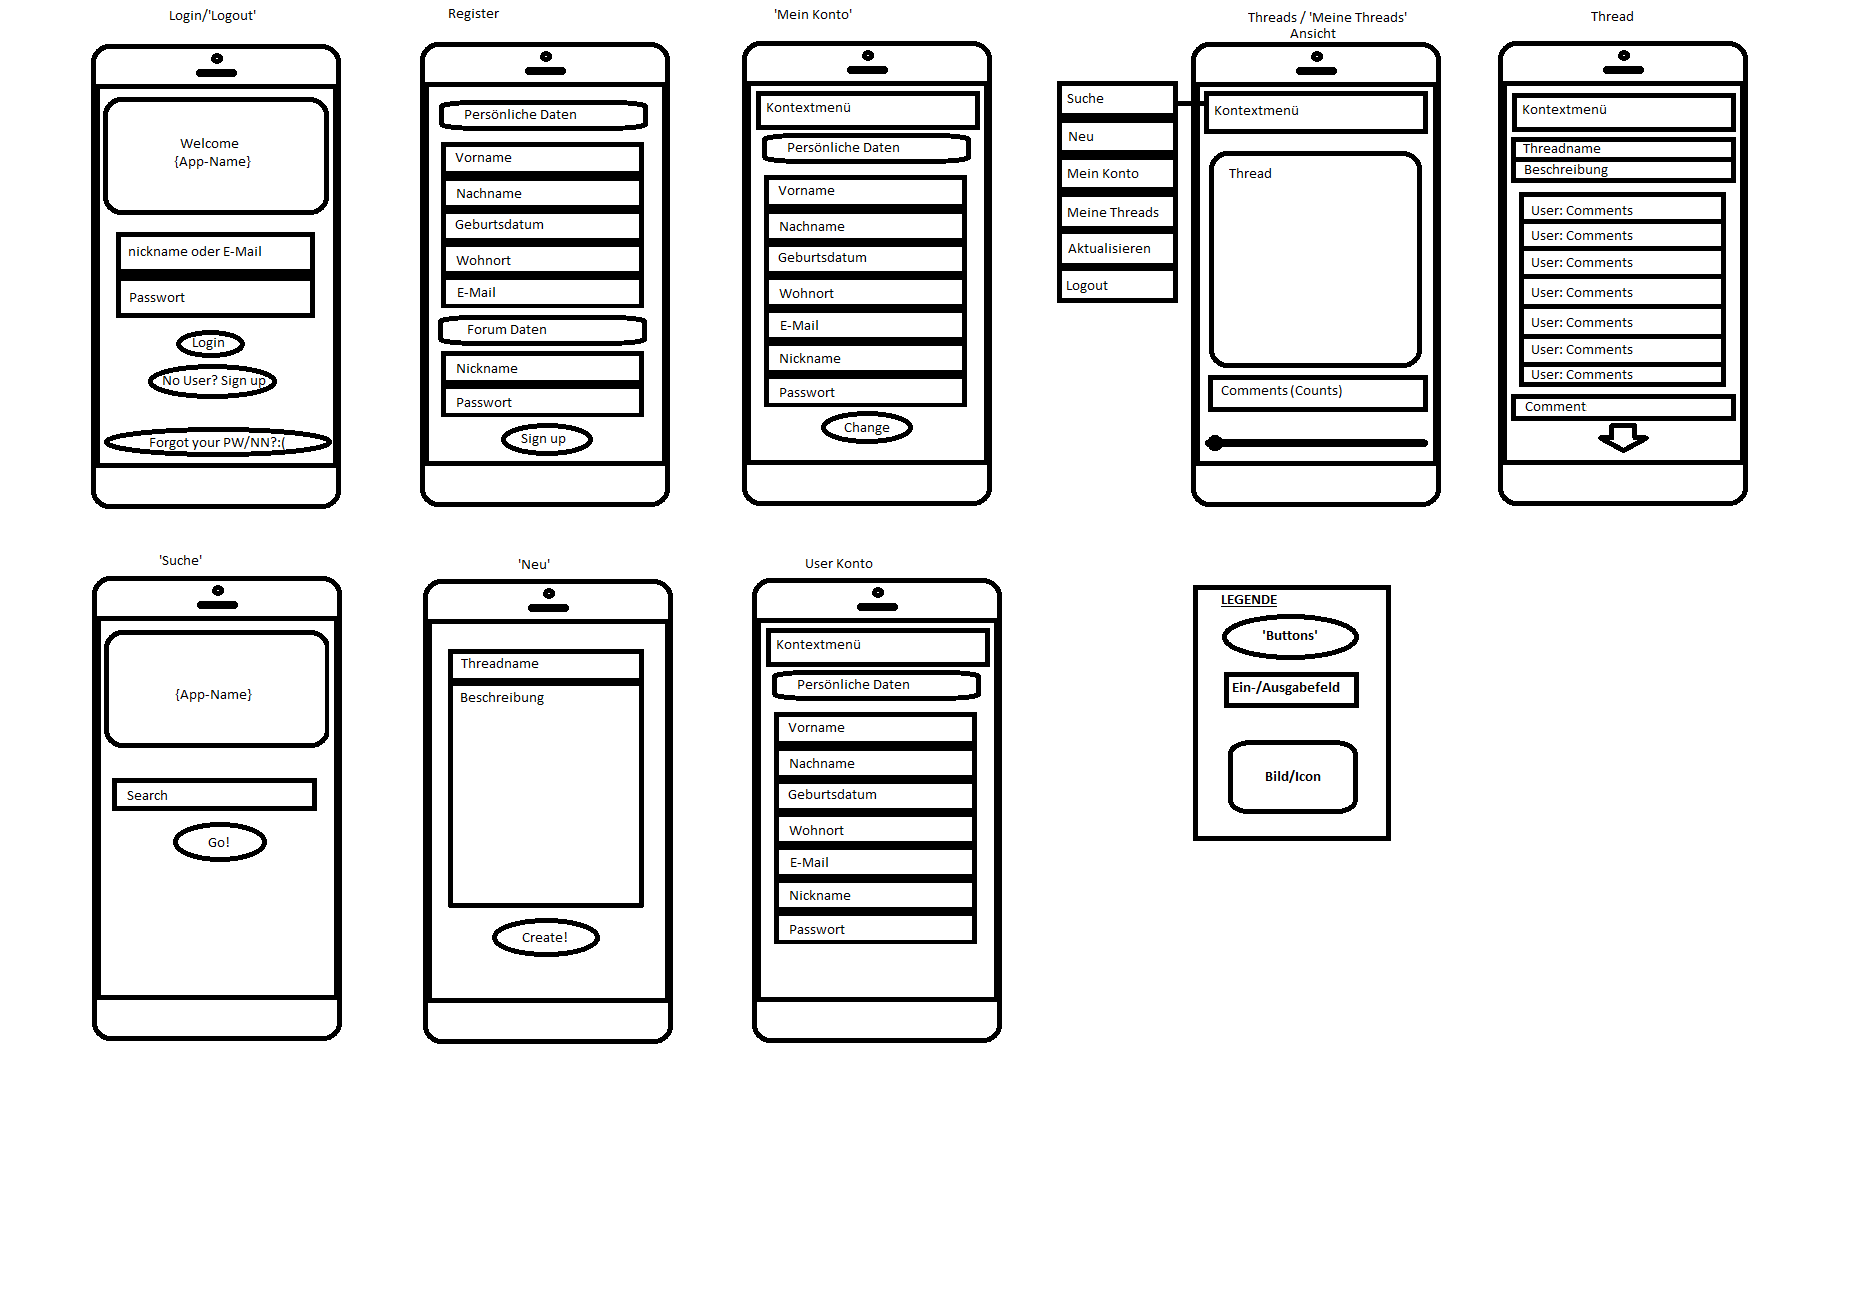 Login/'Logout'
Welcome
{App-Name}
nickname oder E-Mail
Passwort
Login
No User? Sign up
Forgot your PW/NN?:(
Register
Persönliche Daten
Vorname
Nachname
Geburtsdatum
Wohnort
E-Mail
Forum Daten
Nickname
Passwort
Sign up
'Mein Konto'
Kontextmenü
Persönliche Daten
Vorname
Nachname
Geburtsdatum
Wohnort
E-Mail
Nickname
Passwort
Change
Threads / 'Meine Threads'
Ansicht
Suche
Neu
Mein Konto
Meine Threads
Aktualisieren
Logout
Kontextmenü
Thread
Comments (Counts)
Thread
Kontextmenü
Threadname
Beschreibung
User: Comments
User: Comments
User: Comments
User: Comments
User: Comments
User: Comments
User: Comments
Comment
'Suche'
{App-Name}
Search
Go!
'Neu'
Threadname
Beschreibung
Create!
User Konto
Kontextmenü
Persönliche Daten
Vorname
Nachname
Geburtsdatum
Wohnort
E-Mail
Nickname
Passwort
LEGENDE
'Buttons'
Ein-/Ausgabefeld
Bild/Icon